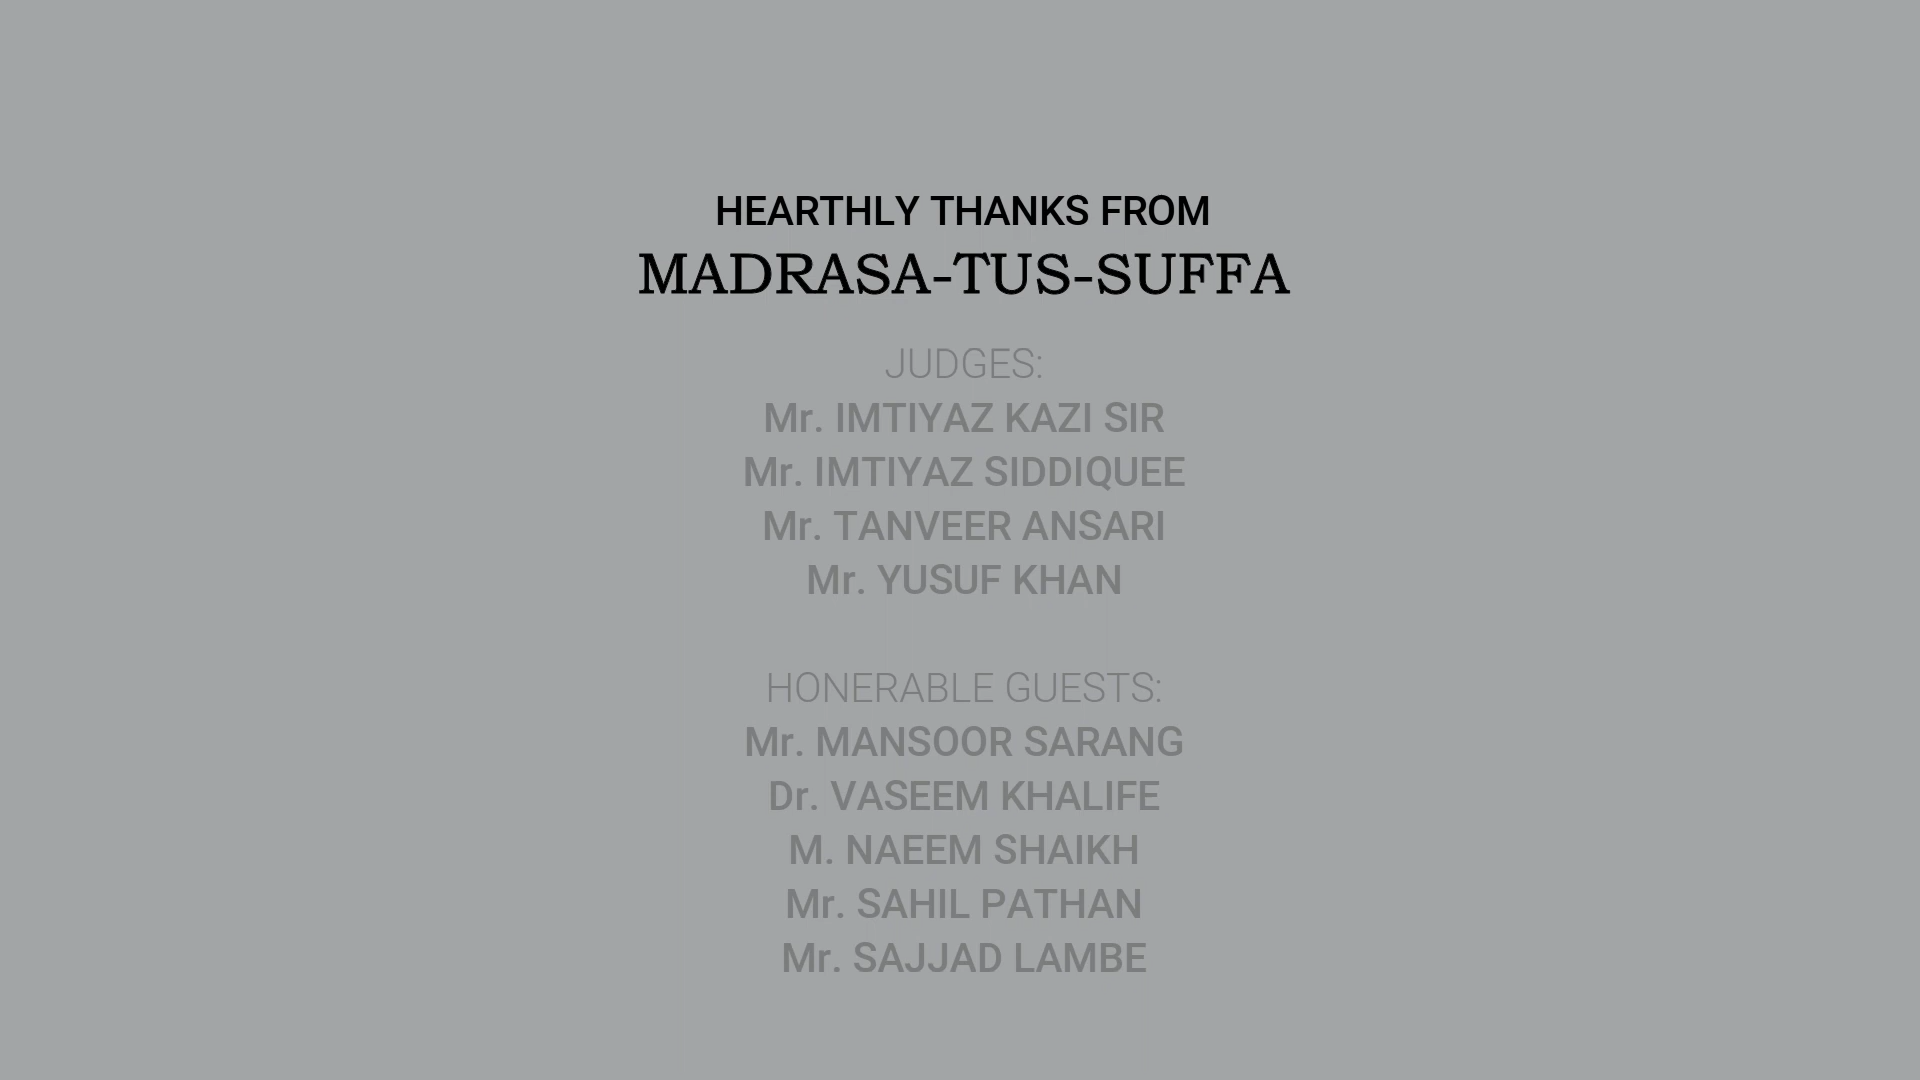 HEARTHLY THANKS FROM
MADRASA-TUS-SUFFA
JUDGES:
Mr. IMTIYAZ KAZI SIR
Mr. IMTIYAZ SIDDIQUEE
Mr. TANVEER ANSARI
Mr. YUSUF KHAN
HONERABLE GUESTS:
Mr. MANSOOR SARANG
Dr. VASEEM KHALIFE
M. NAEEM SHAIKH
Mr. SAHIL PATHAN
Mr. SAJJAD LAMBE